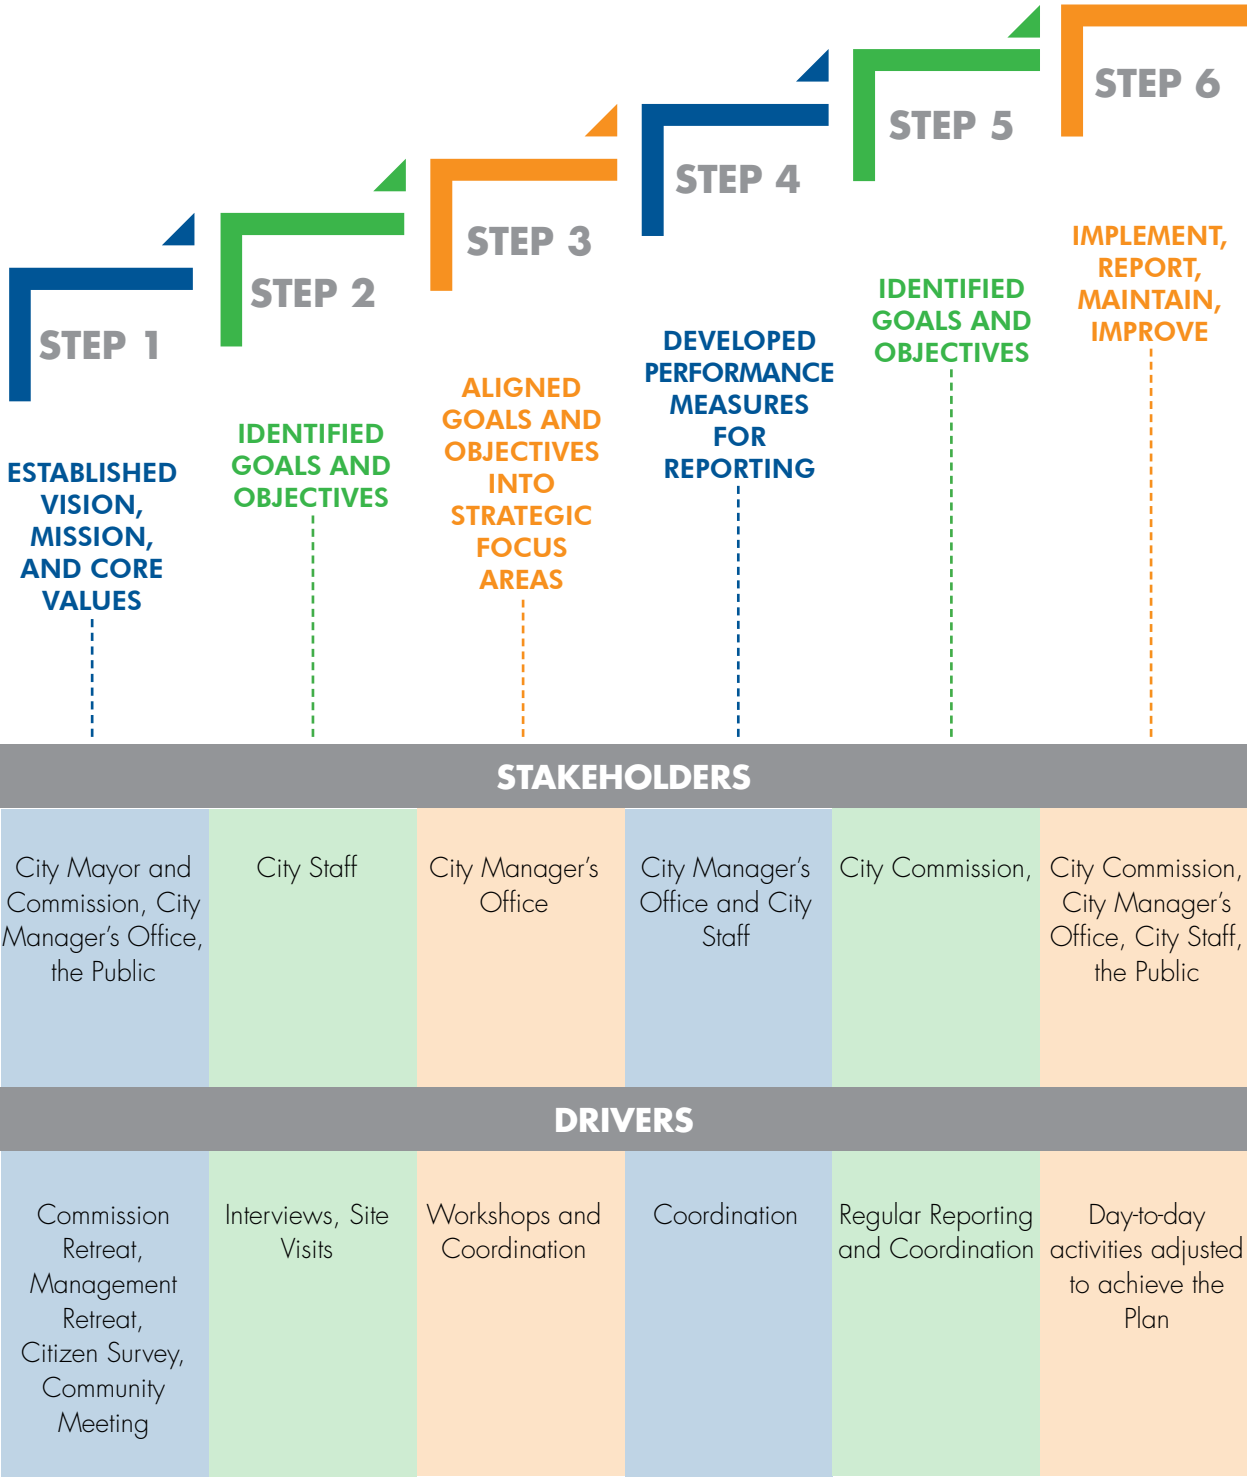 STEP 1
ESTABLISHED
VISION,
MISSION,
AND CORE
VALUES
STEP 2
IDENTIFIED
GOALS AND
OBJECTIVES
STEP 3
ALIGNED
GOALS AND
OBJECTIVES
INTO
STRATEGIC
FOCUS
AREAS
STEP 4
DEVELOPED
PERFORMANCE
MEASURES
FOR
REPORTING
STEP 5
IDENTIFIED
GOALS AND
OBJECTIVES
STEP 6
IMPLEMENT,
REPORT,
MAINTAIN,
IMPROVE
STAKEHOLDERS
City Mayor and
Commission, City
Manager's Office,
the Public
City Staff
City Manager's
Office
City Manager's
Office and City
Staff
City Commission,
City Commission,
City Manager's
Office, City Staff,
the Public
DRIVERS
Commission
Retreat,
Management
Retreat,
Citizen Survey,
Community
Meeting
Interviews, Site
Visits
Workshops and
Coordination
Coordination
Regular Reporting
and Coordination
Day-to-day
activities adjusted
to achieve the
Plan